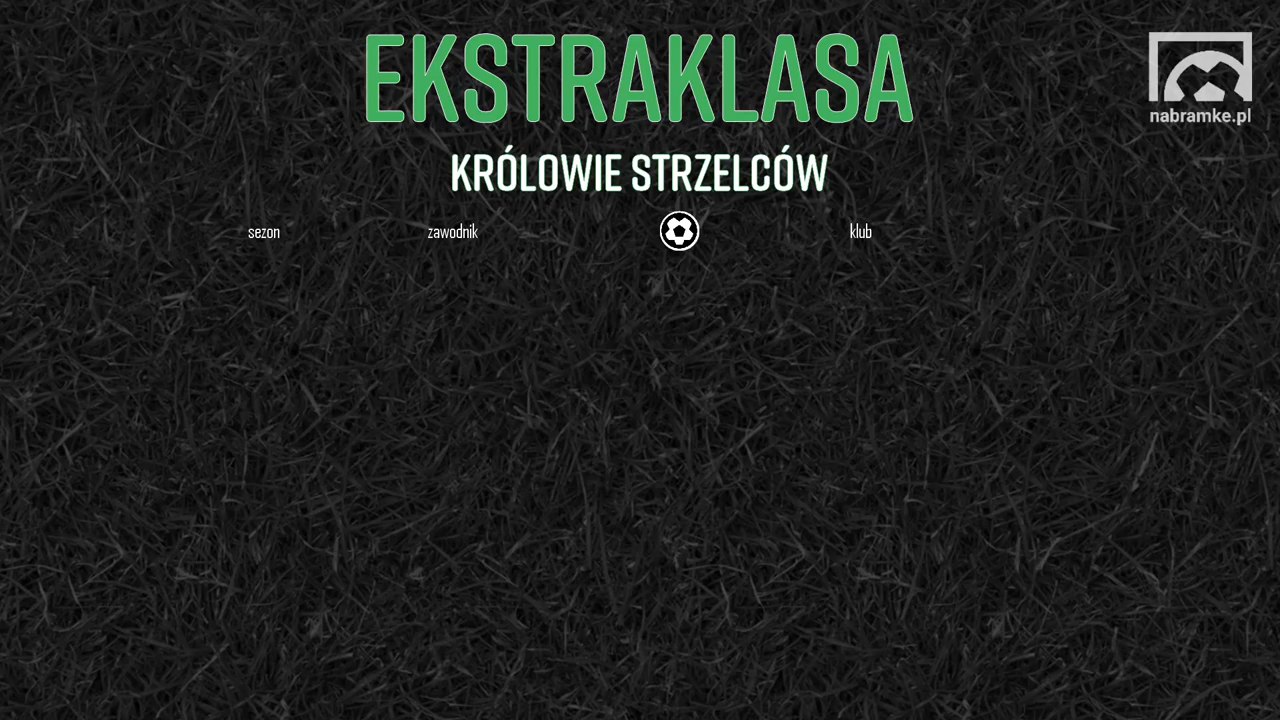 EKSTRAKLASA
nabramke.pl
KRÓLOWIE STRZELCÓW
sezon zawodnik klub